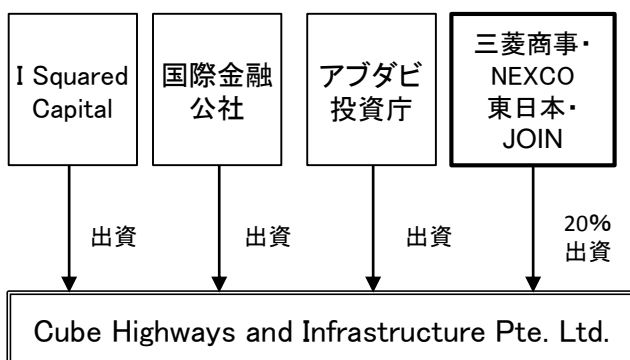 I Squared
Capital
国際金融
公社
アブダビ
投資庁
三菱商事・
NEXCO
東日本・
JOIN
出資
出資
出資
20%
出資
Cube Highways and Infrastructure Pte. Ltd.